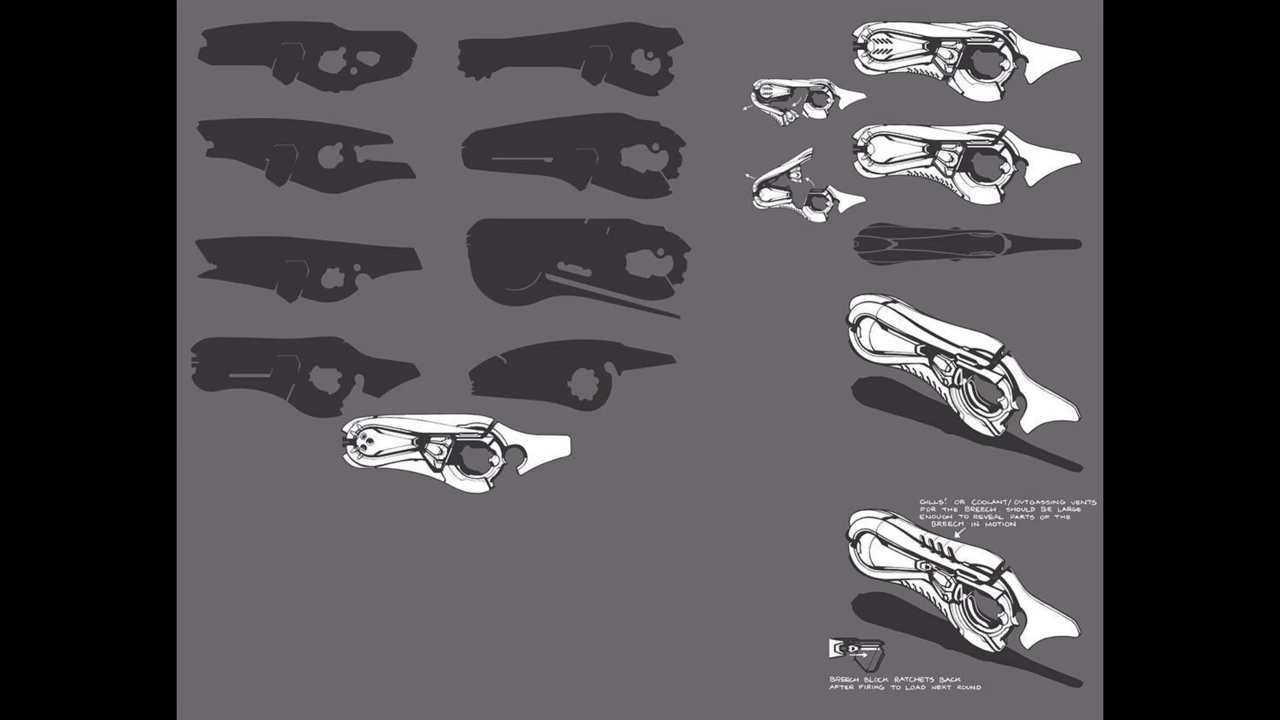 GILLS! OR COOLANT/OUTGASSING VENTS
FOR THE BREECH. SHOULD BE LARGE
ENOUGH TO REVEAL PARTS OF THE
BREECH IN MOTION
BREECH BLOCK RATCHETS BACK
AFTER FIRING TO LOAD NEXT ROUND